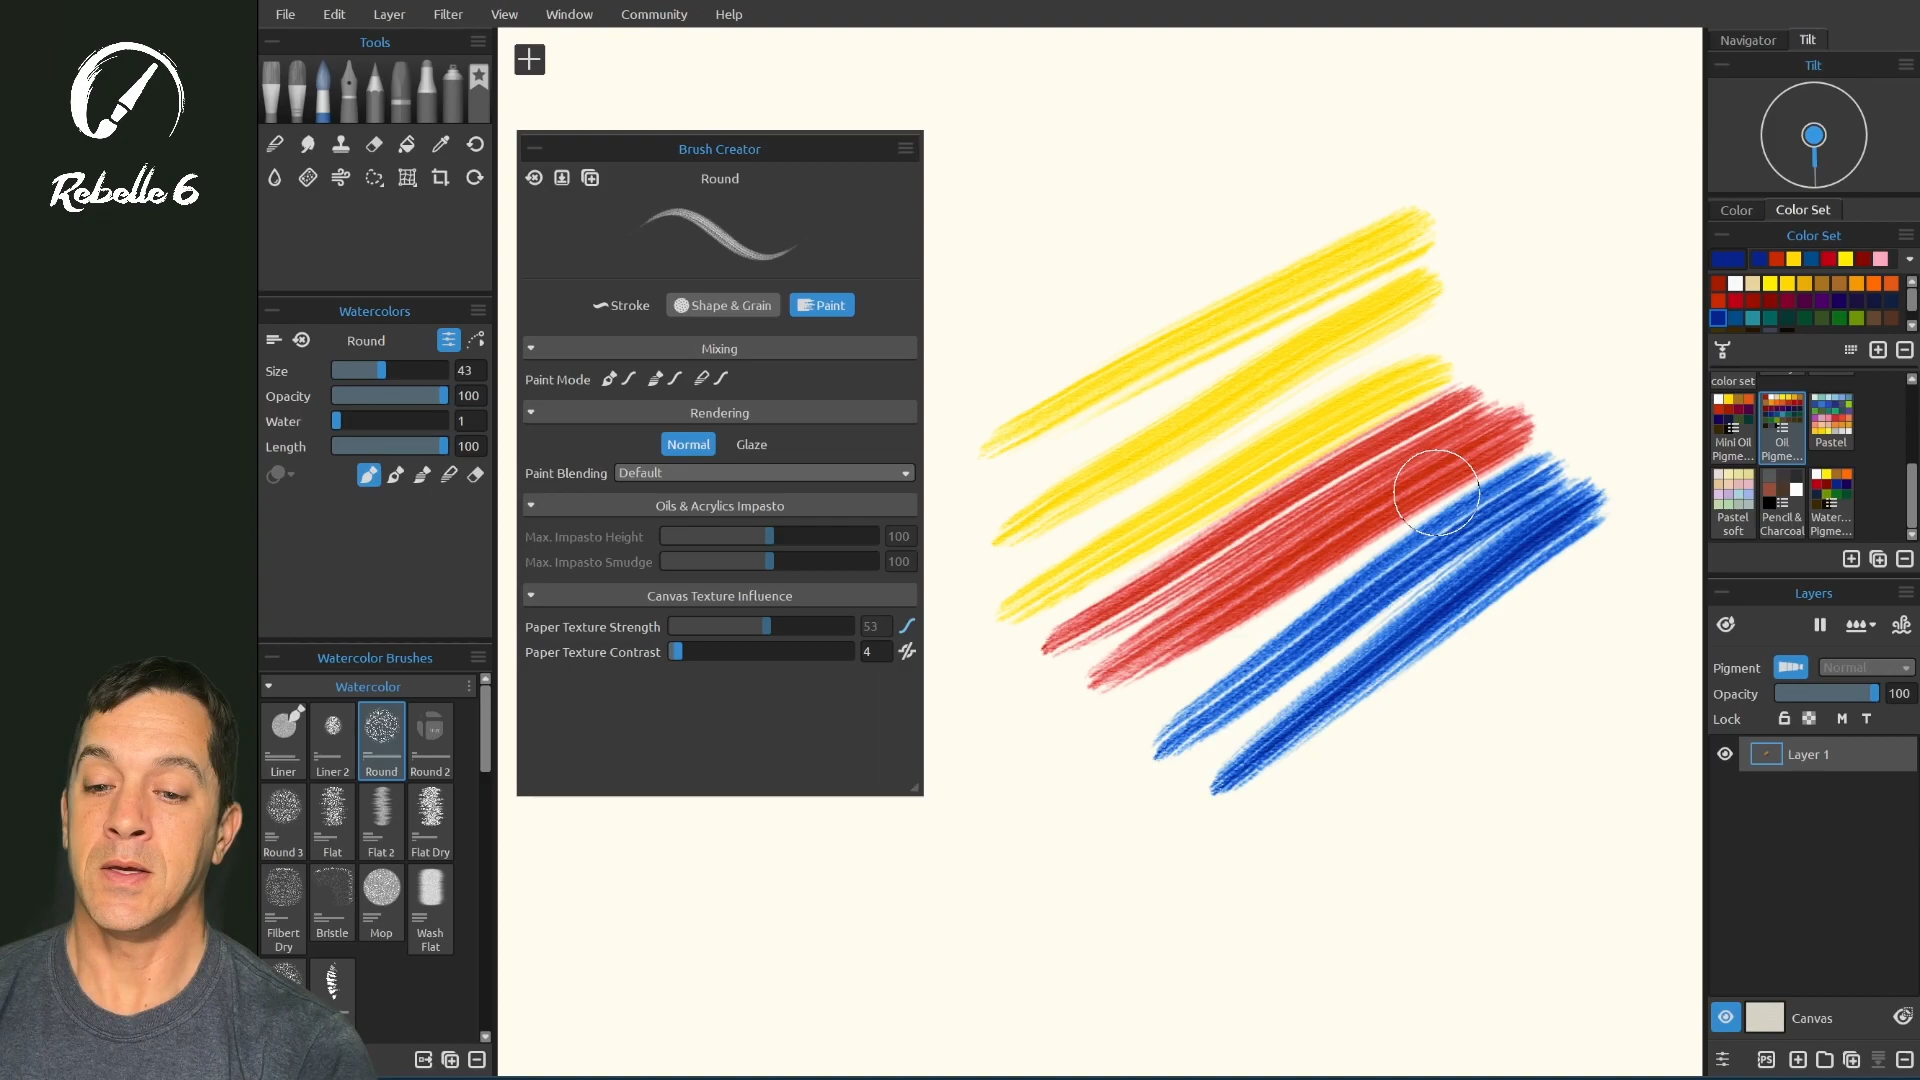 Rebelle 6
File Edit Layer Filter View Window Community Help
Tools
Watercolors
Round
Size 43
Opacity 100
Water 1
Length 100
Watercolor Brushes
Watercolor
Liner Liner 2 Round Round 2
Round 3 Flat Flat 2 Flat Dry
Filbert Dry Bristle Mop Wash Flat
Brush Creator
Round
Stroke Shape & Grain Paint
Mixing
Paint Mode
Rendering
Normal Glaze
Paint Blending Default
Oils & Acrylics Impasto
Max. Impasto Height 100
Max. Impasto Smudge 100
Canvas Texture Influence
Paper Texture Strength 53
Paper Texture Contrast 4
Navigator Tilt
Tilt
Color Color Set
Color Set
color set
Mini Oil Pigme... Oil Pigme... Pastel
Pastel soft Pencil & Charcoal Water... Pigme...
Layers
Pigment Normal
Opacity 100
Lock M T
Layer 1
Canvas
PS